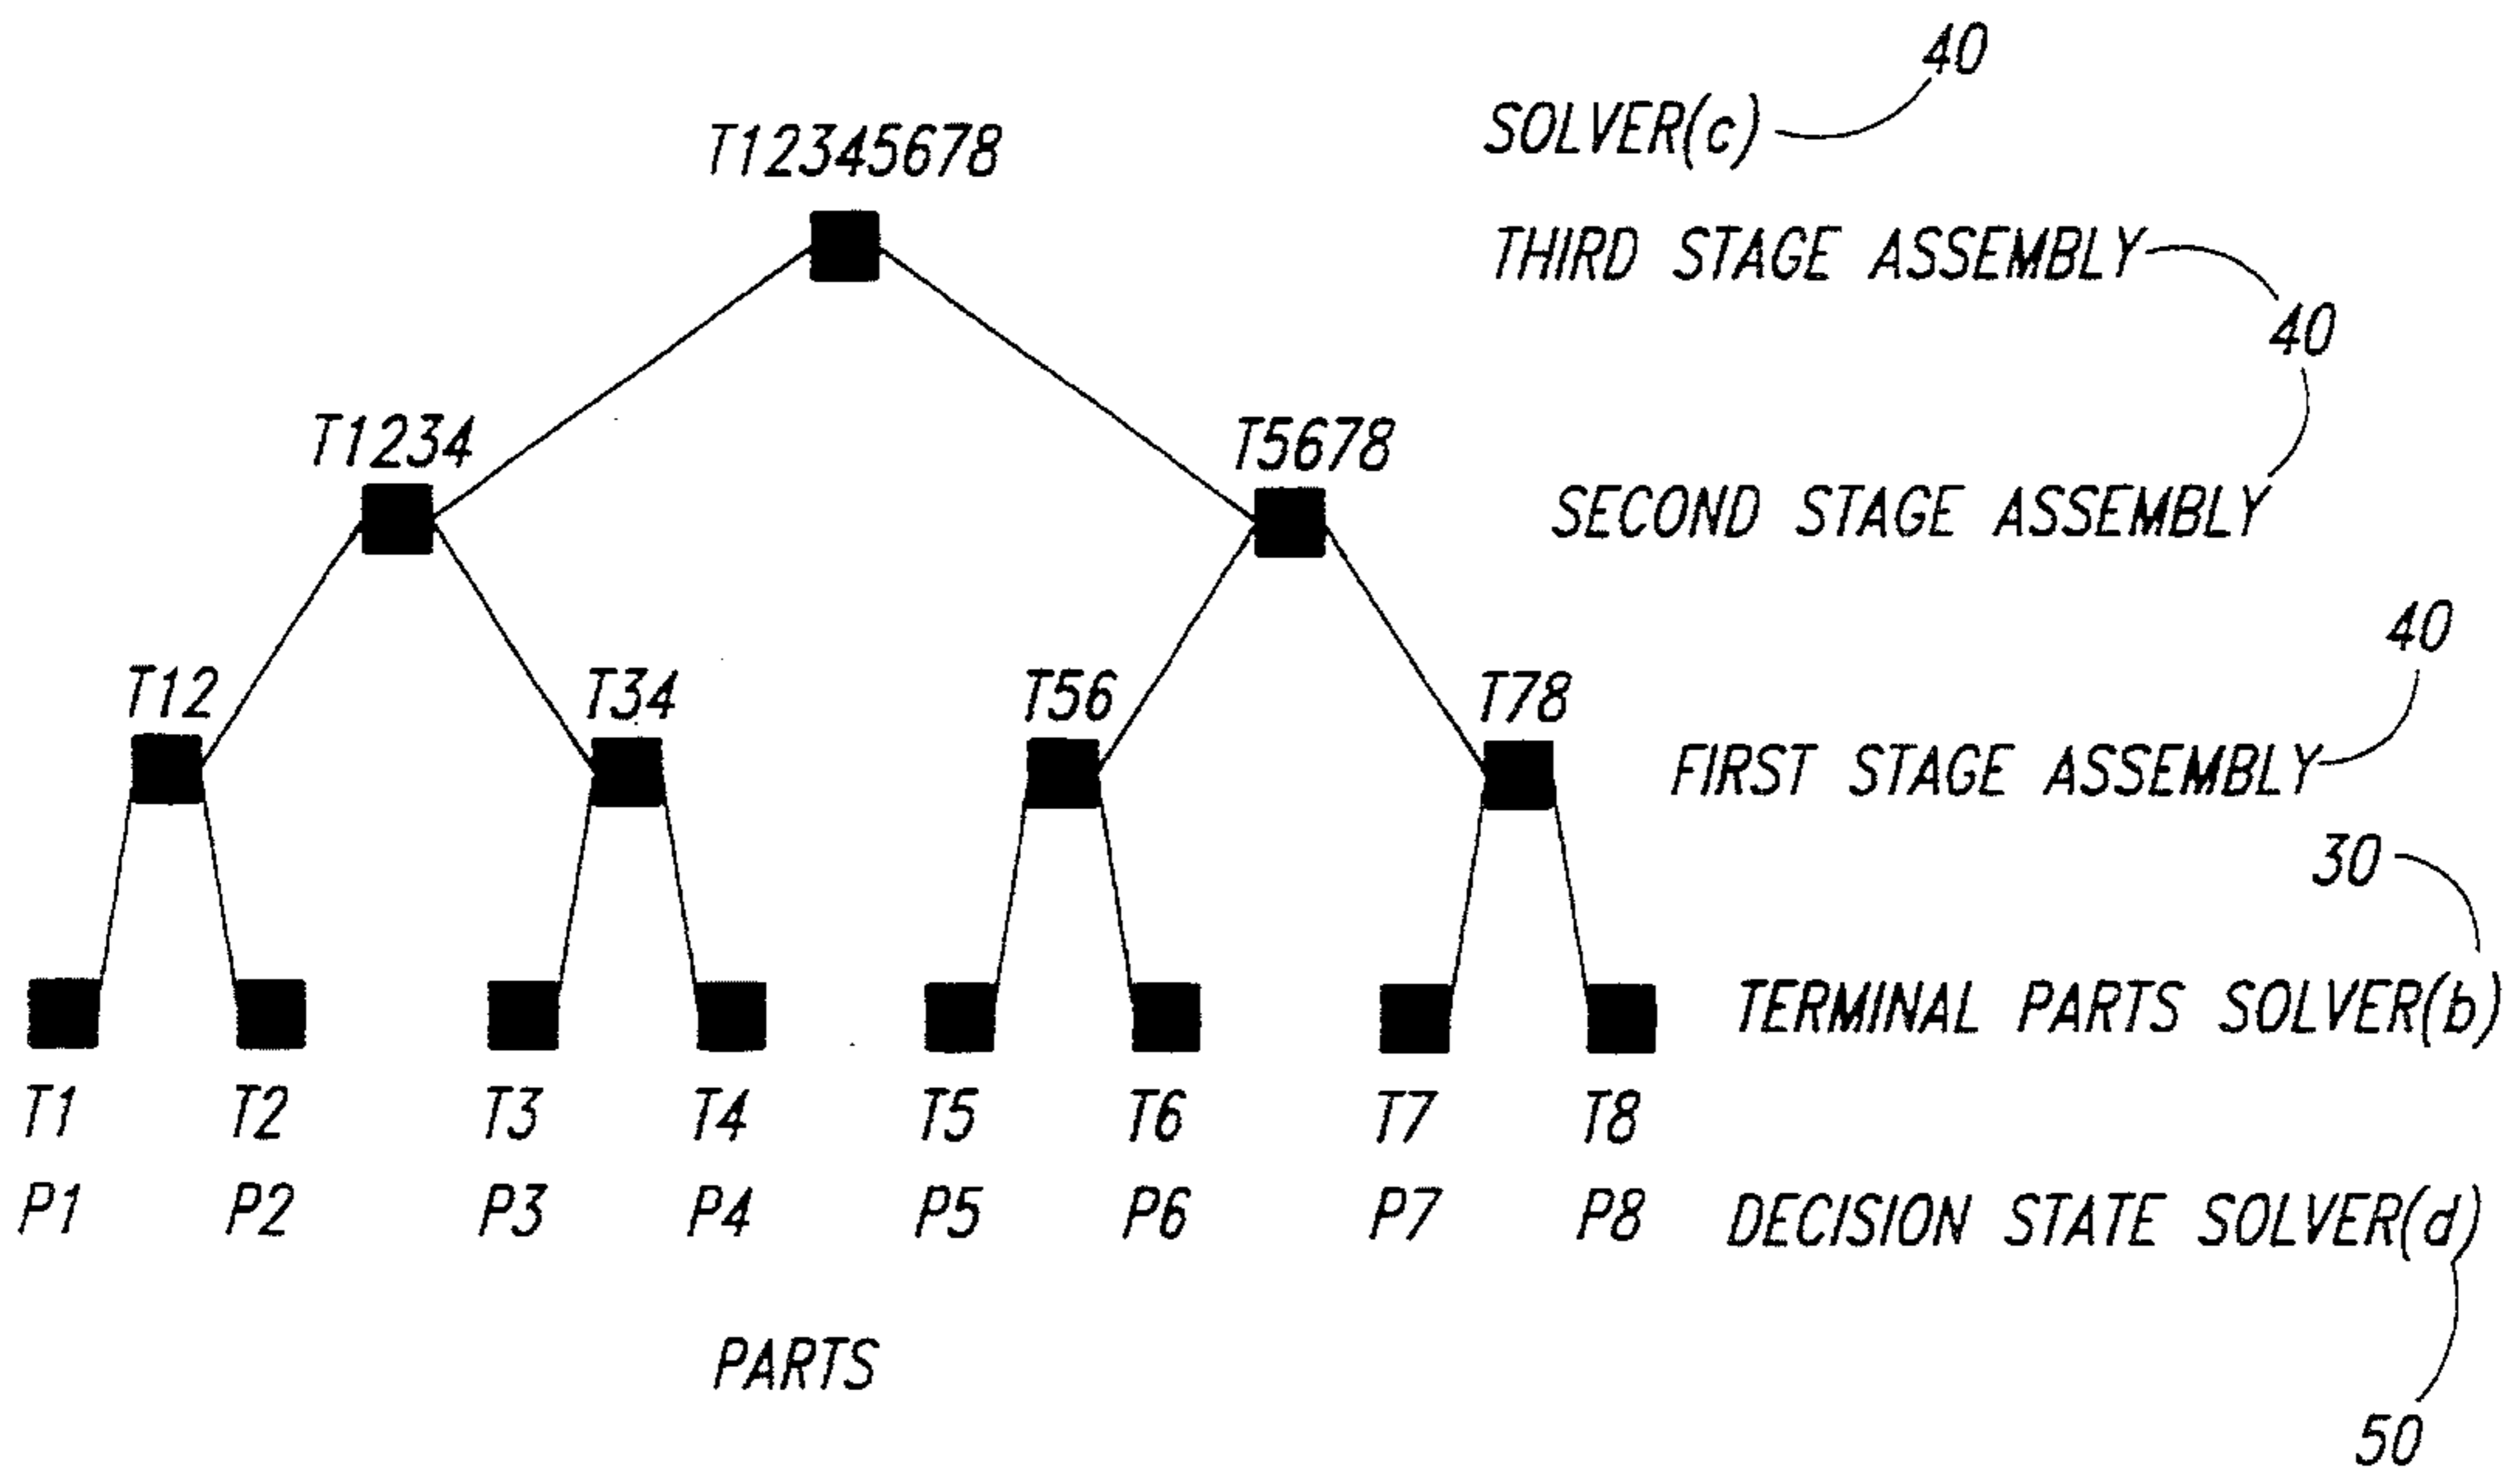 40
SOLVER(c)
T12345678
THIRD STAGE ASSEMBLY
40
T1234
T5678
SECOND STAGE ASSEMBLY
40
T12
T34
T56
T78
FIRST STAGE ASSEMBLY
30
TERMINAL PARTS SOLVER(b)
T1 T2 T3 T4 T5 T6 T7 T8
P1 P2 P3 P4 P5 P6 P7 P8
DECISION STATE SOLVER(d)
PARTS
50